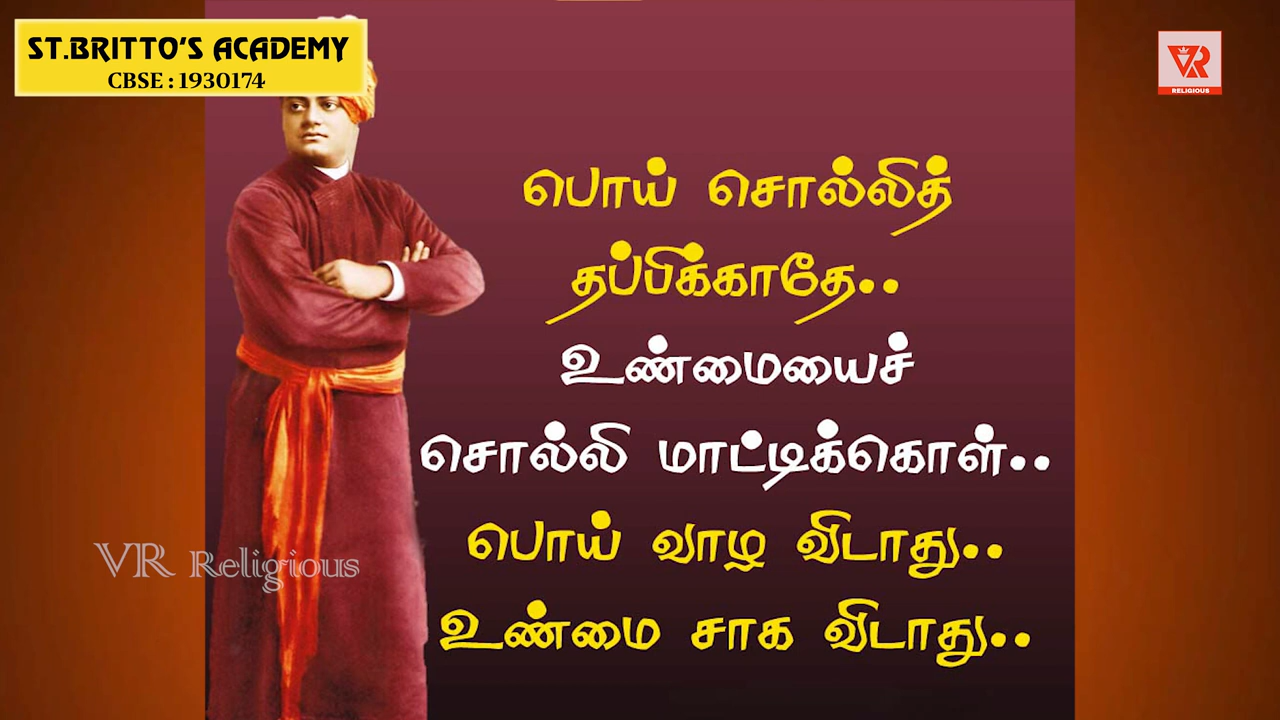 ST.BRITTO'S ACADEMY
CBSE : 1930174
VR
RELIGIOUS
பொய் சொல்லித்
தப்பிக்காதே..
உண்மையைச்
சொல்லி மாட்டிக்கொள்..
பொய் வாழ விடாது..
உண்மை சாக விடாது..
VR Religious